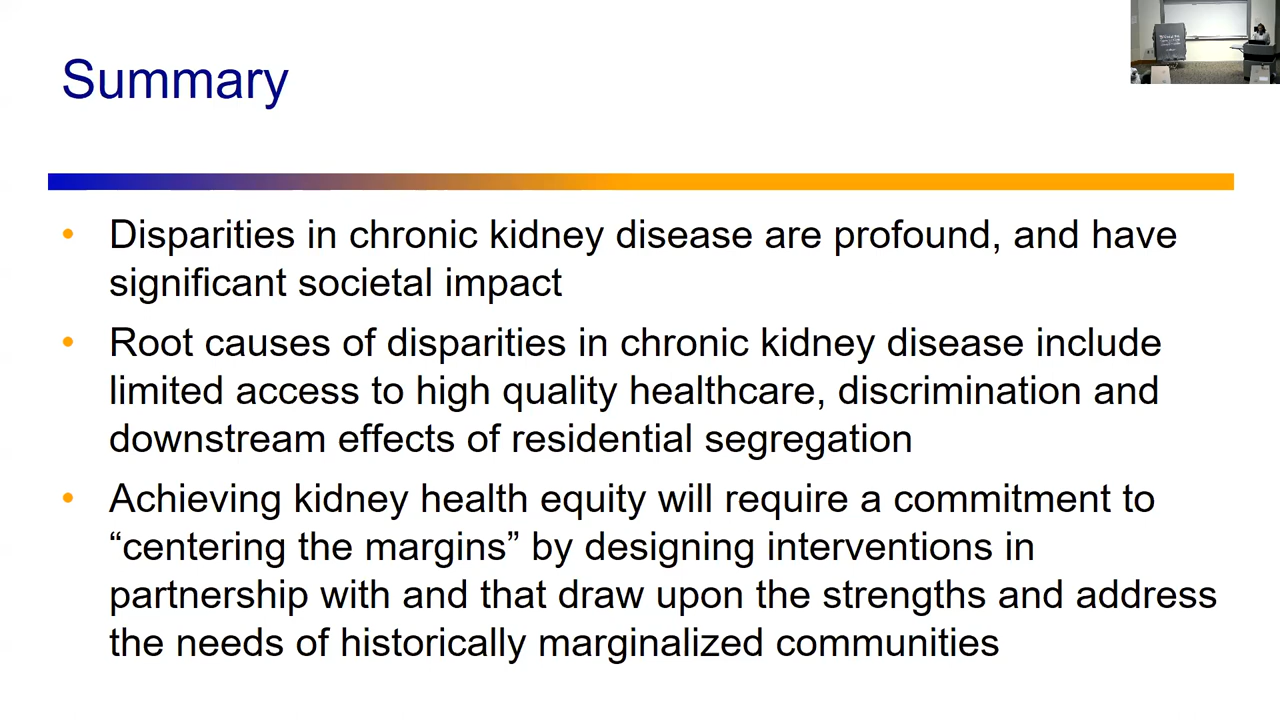 Summary
• Disparities in chronic kidney disease are profound, and have
significant societal impact
• Root causes of disparities in chronic kidney disease include
limited access to high quality healthcare, discrimination and
downstream effects of residential segregation
• Achieving kidney health equity will require a commitment to
“centering the margins” by designing interventions in
partnership with and that draw upon the strengths and address
the needs of historically marginalized communities